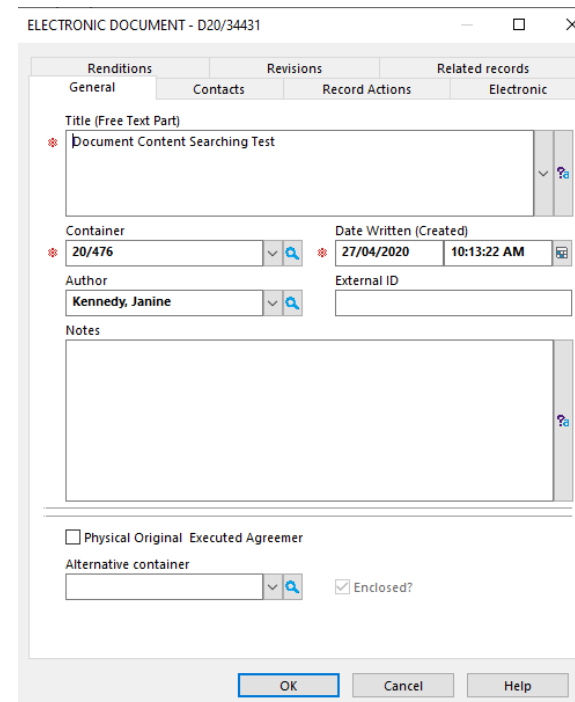 ELECTRONIC DOCUMENT - D20/34431
Renditions Revisions Related records
General Contacts Record Actions Electronic
Title (Free Text Part)
Document Content Searching Test
Container Date Written (Created)
20/476 27/04/2020 10:13:22 AM
Author External ID
Kennedy, Janine
Notes
Physical Original Executed Agreemer
Alternative container
Enclosed?
OK Cancel Help